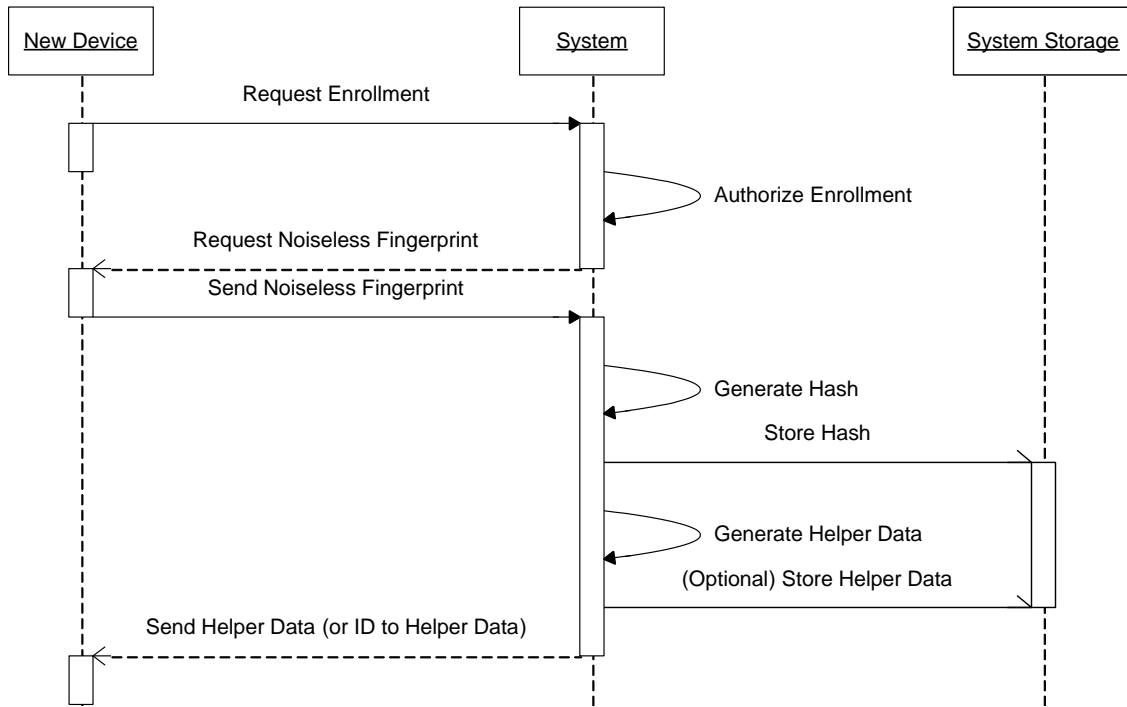 New Device
System
System Storage
Request Enrollment
Authorize Enrollment
Request Noiseless Fingerprint
Send Noiseless Fingerprint
Generate Hash
Store Hash
Generate Helper Data
(Optional) Store Helper Data
Send Helper Data (or ID to Helper Data)